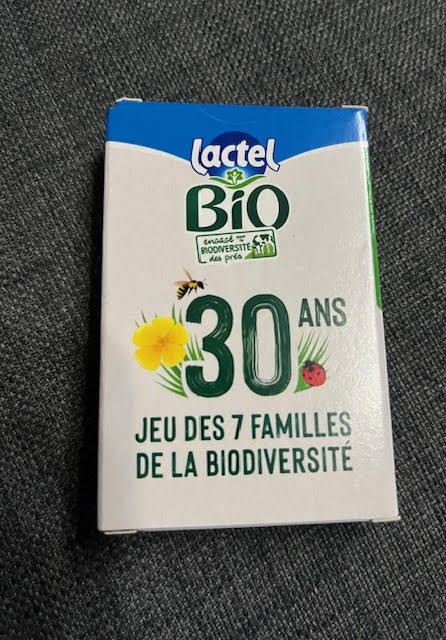 lactel
BiO
engagé pour la
BIODIVERSITÉ
des prés
30 ANS
JEU DES 7 FAMILLES
DE LA BIODIVERSITÉ